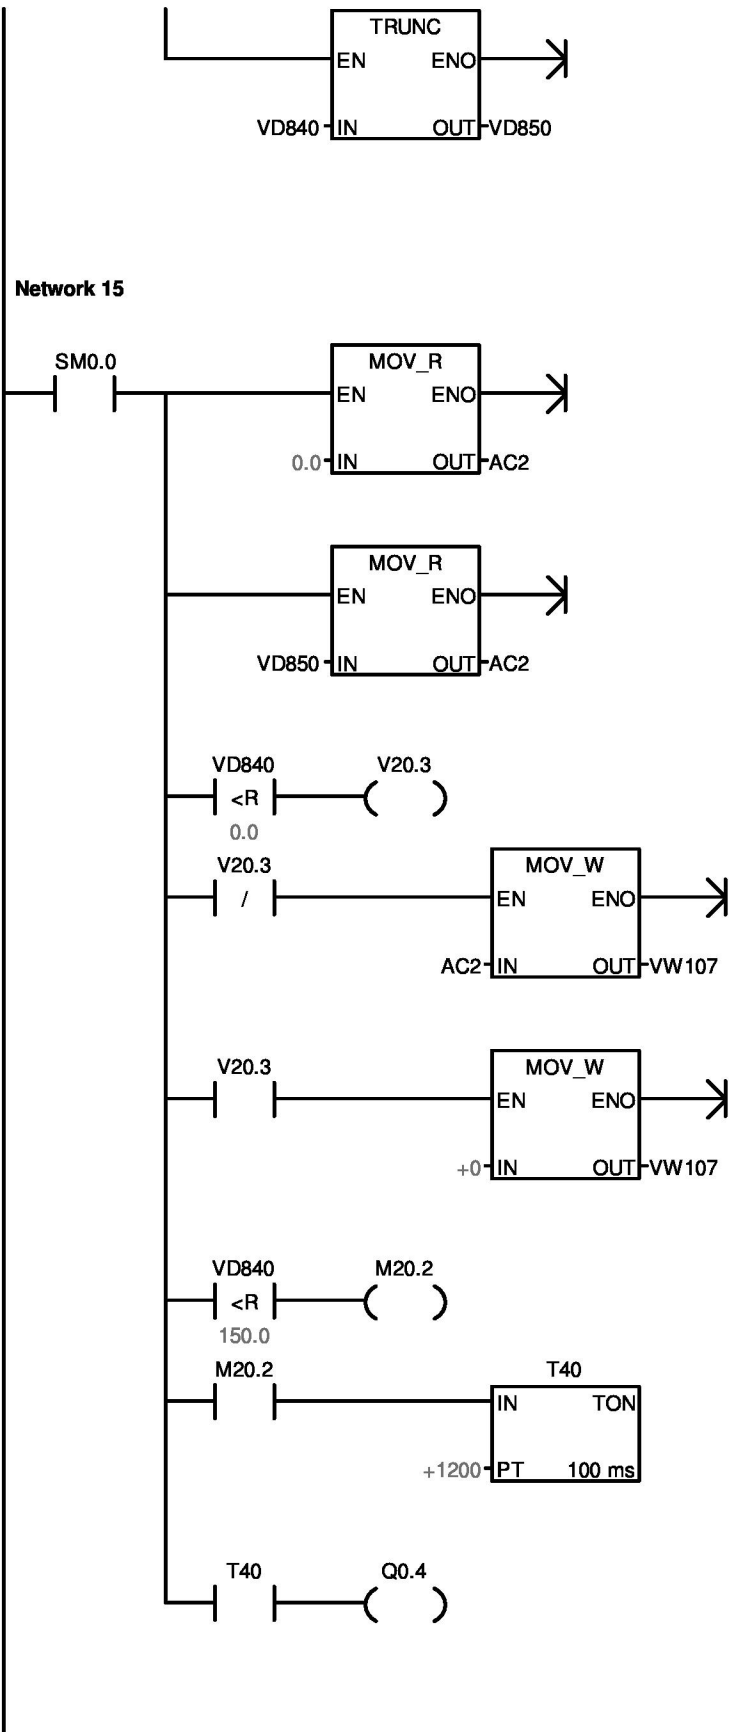 TRUNC
EN ENO
VD840 IN OUT VD850
Network 15
SM0.0
MOV_R
EN ENO
0.0 IN OUT AC2
MOV_R
EN ENO
VD850 IN OUT AC2
VD840 V20.3
<R
0.0
V20.3 MOV_W
/ EN ENO
AC2 IN OUT VW107
V20.3 MOV_W
EN ENO
+0 IN OUT VW107
VD840 M20.2
<R
150.0
M20.2 T40
IN TON
+1200 PT 100 ms
T40 Q0.4